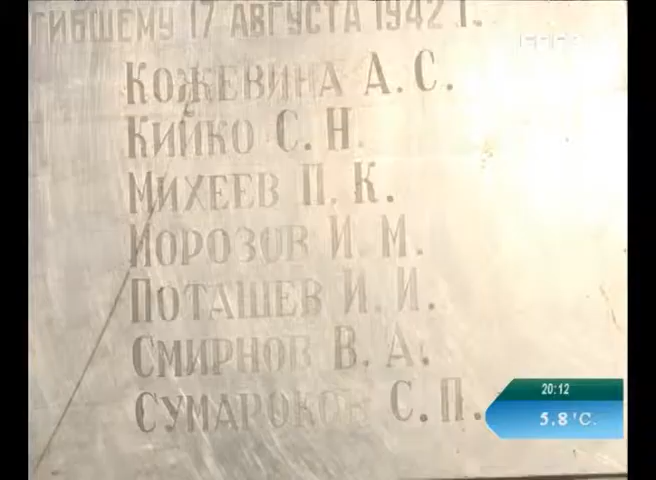 ГИБШЕМУ 17 АВГУСТА 1942 Г.
КОЖЕВИНА А. С.
КИЙКО С. Н.
МИХЕЕВ П. К.
МОРОЗОВ И. М.
ПОТАШЕВ И. И.
СМИРНОВ В. А.
СУМАРОКОВ С. П.
20:12
5,8°C.